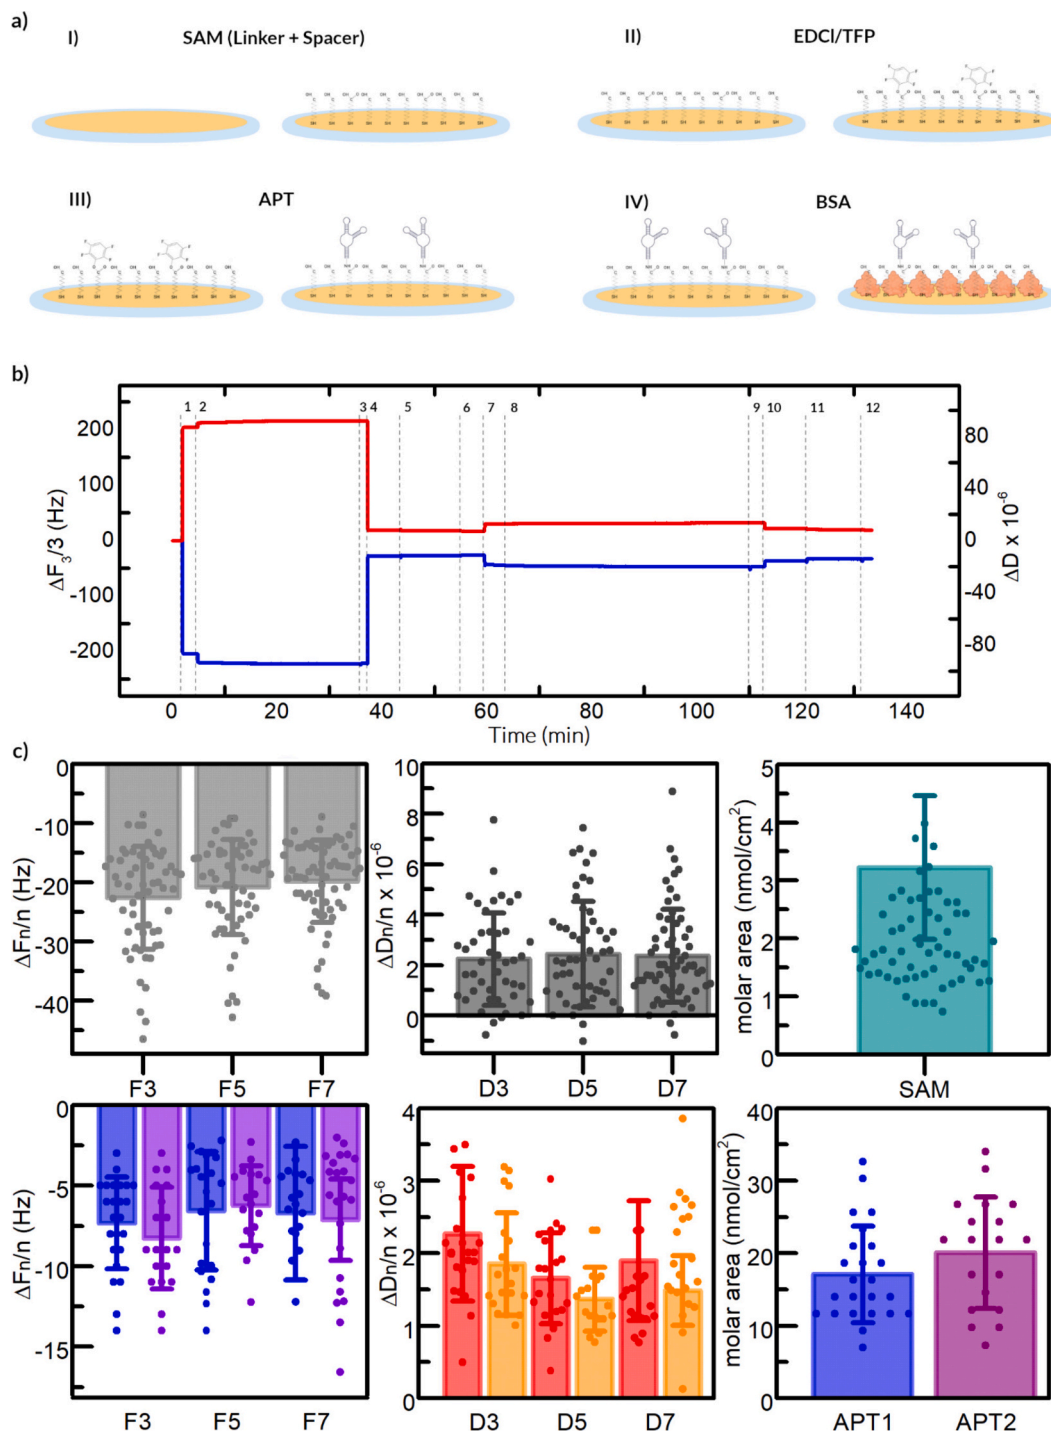 a)
I) SAM (Linker + Spacer)
II) EDCl/TFP
III) APT
IV) BSA
b)
1 2 3 4 5 6 7 8 9 10 11 12
200
100
0
-100
-200
ΔF3/3 (Hz)
80
40
0
-40
-80
ΔD x 10-6
0 20 40 60 80 100 120 140
Time (min)
c)
0
-10
-20
-30
-40
ΔFn/n (Hz)
F3 F5 F7
10
8
6
4
2
0
ΔDn/n x 10-6
D3 D5 D7
5
4
3
2
1
0
molar area (nmol/cm2)
SAM
0
-5
-10
-15
ΔFn/n (Hz)
F3 F5 F7
4
3
2
1
0
ΔDn/n x 10-6
D3 D5 D7
40
30
20
10
0
molar area (nmol/cm2)
APT1 APT2